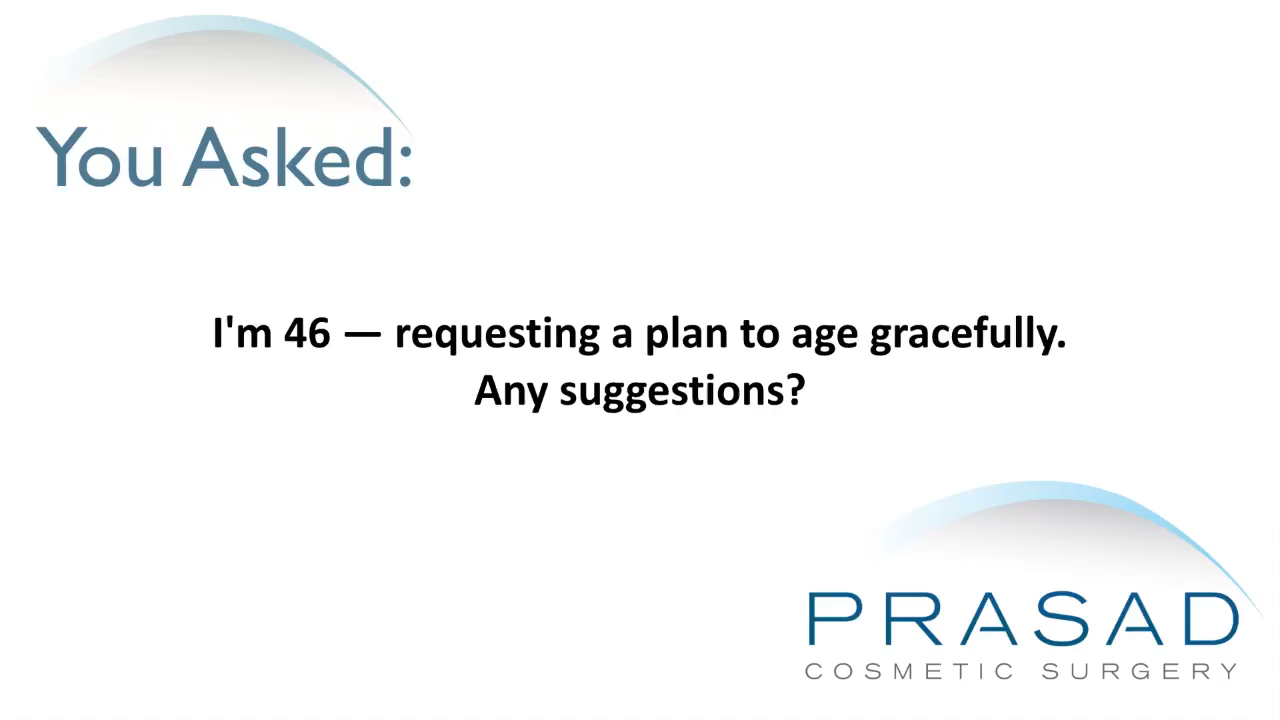 You Asked:
I'm 46 — requesting a plan to age gracefully.
Any suggestions?
PRASAD
COSMETIC SURGERY